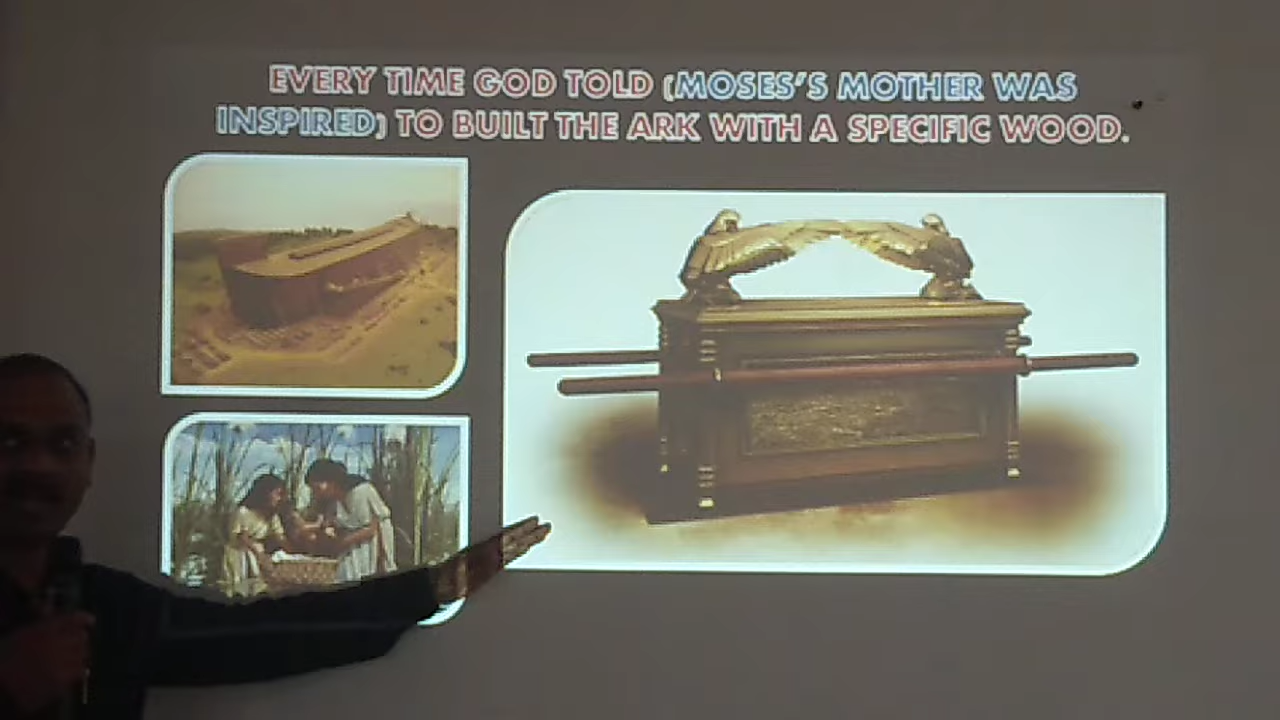 EVERY TIME GOD TOLD (MOSES'S MOTHER WAS
INSPIRED) TO BUILT THE ARK WITH A SPECIFIC WOOD.